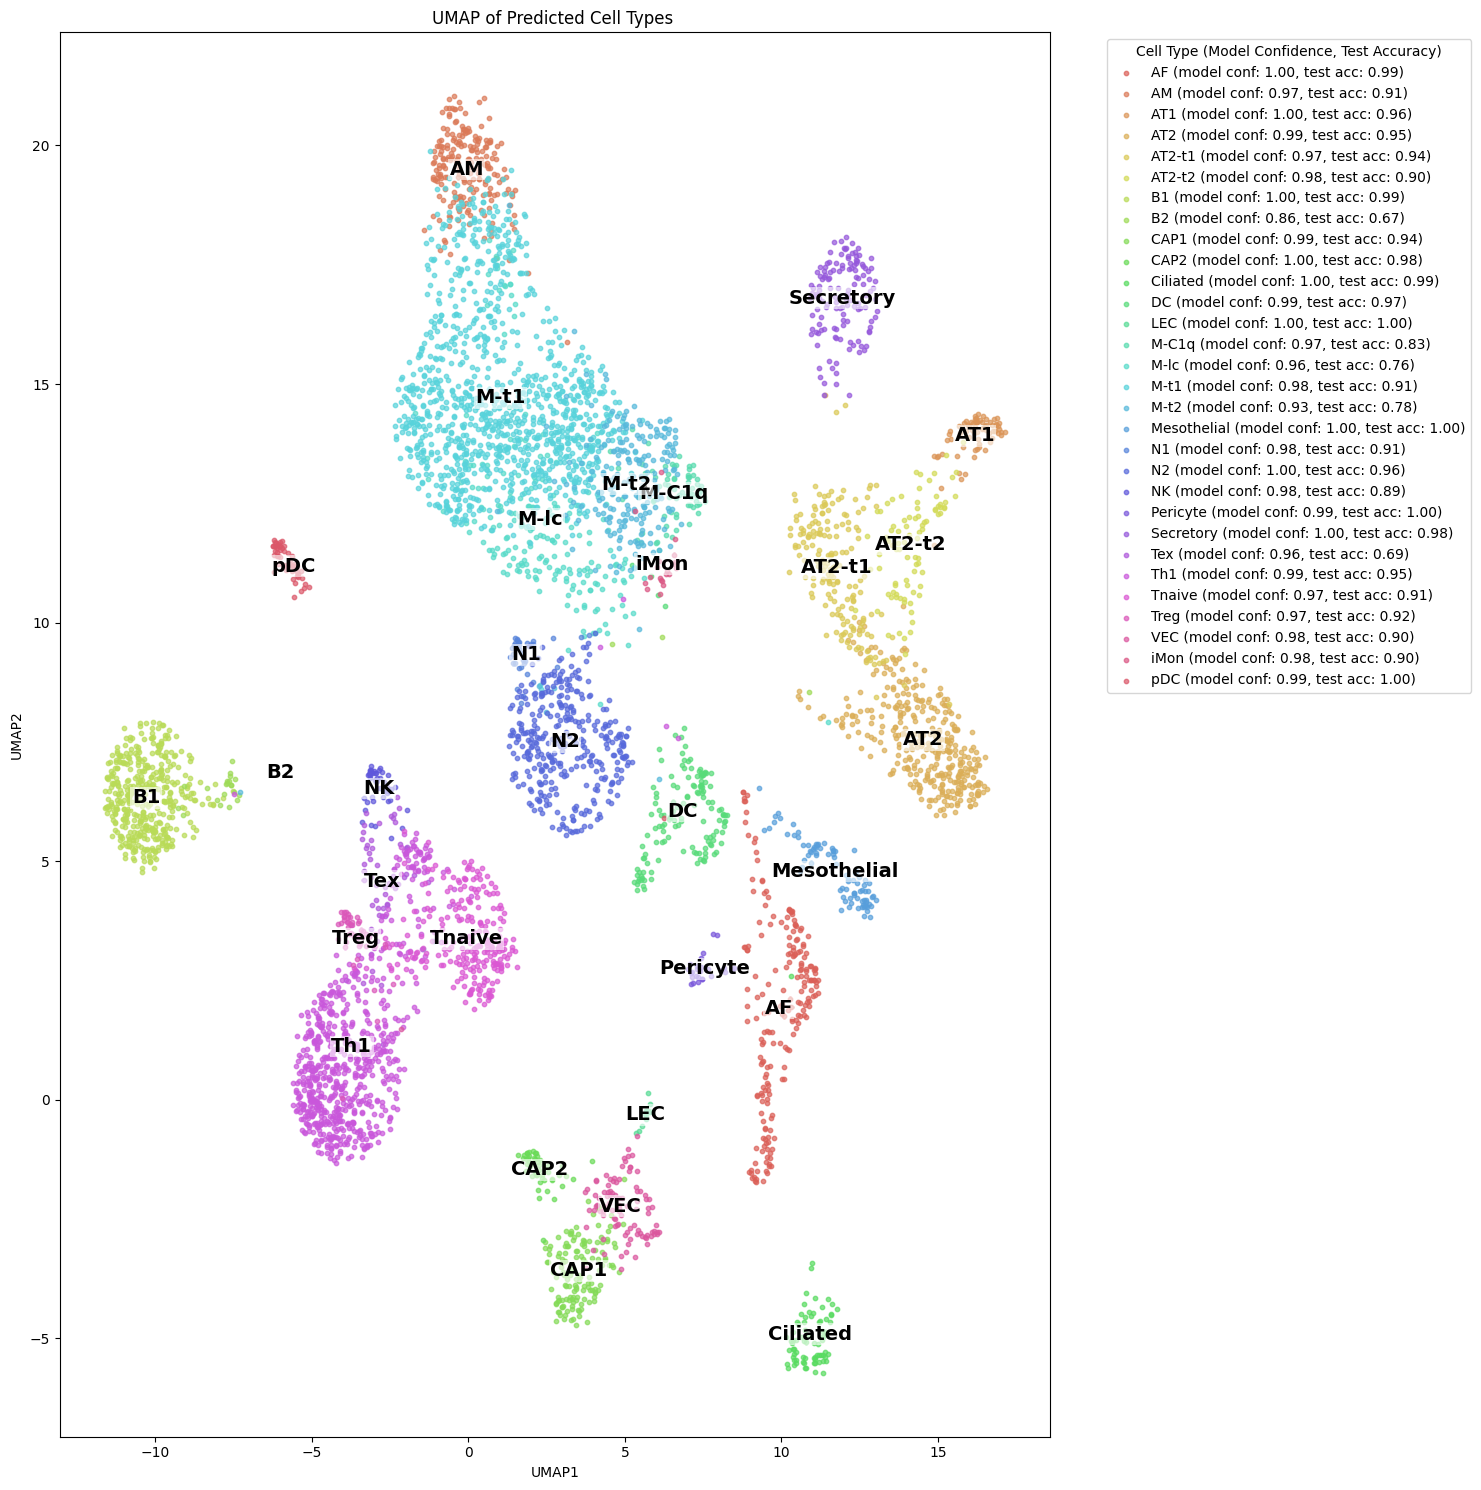 UMAP of Predicted Cell Types
Cell Type (Model Confidence, Test Accuracy)
AF (model conf: 1.00, test acc: 0.99)
AM (model conf: 0.97, test acc: 0.91)
AT1 (model conf: 1.00, test acc: 0.96)
AT2 (model conf: 0.99, test acc: 0.95)
AT2-t1 (model conf: 0.97, test acc: 0.94)
AT2-t2 (model conf: 0.98, test acc: 0.90)
B1 (model conf: 1.00, test acc: 0.99)
B2 (model conf: 0.86, test acc: 0.67)
CAP1 (model conf: 0.99, test acc: 0.94)
CAP2 (model conf: 1.00, test acc: 0.98)
Ciliated (model conf: 1.00, test acc: 0.99)
DC (model conf: 0.99, test acc: 0.97)
LEC (model conf: 1.00, test acc: 1.00)
M-C1q (model conf: 0.97, test acc: 0.83)
M-lc (model conf: 0.96, test acc: 0.76)
M-t1 (model conf: 0.98, test acc: 0.91)
M-t2 (model conf: 0.93, test acc: 0.78)
Mesothelial (model conf: 1.00, test acc: 1.00)
N1 (model conf: 0.98, test acc: 0.91)
N2 (model conf: 1.00, test acc: 0.96)
NK (model conf: 0.98, test acc: 0.89)
Pericyte (model conf: 0.99, test acc: 1.00)
Secretory (model conf: 1.00, test acc: 0.98)
Tex (model conf: 0.96, test acc: 0.69)
Th1 (model conf: 0.99, test acc: 0.95)
Tnaive (model conf: 0.97, test acc: 0.91)
Treg (model conf: 0.97, test acc: 0.92)
VEC (model conf: 0.98, test acc: 0.90)
iMon (model conf: 0.98, test acc: 0.90)
pDC (model conf: 0.99, test acc: 1.00)
AM
Secretory
M-t1
AT1
M-t2
M-C1q
M-lc
AT2-t2
iMon
pDC
AT2-t1
N1
N2
AT2
B2
NK
B1
DC
Mesothelial
Tex
Treg
Tnaive
Pericyte
AF
Th1
LEC
CAP2
VEC
CAP1
Ciliated
20
15
10
5
0
−5
UMAP2
−10
−5
0
5
10
15
UMAP1